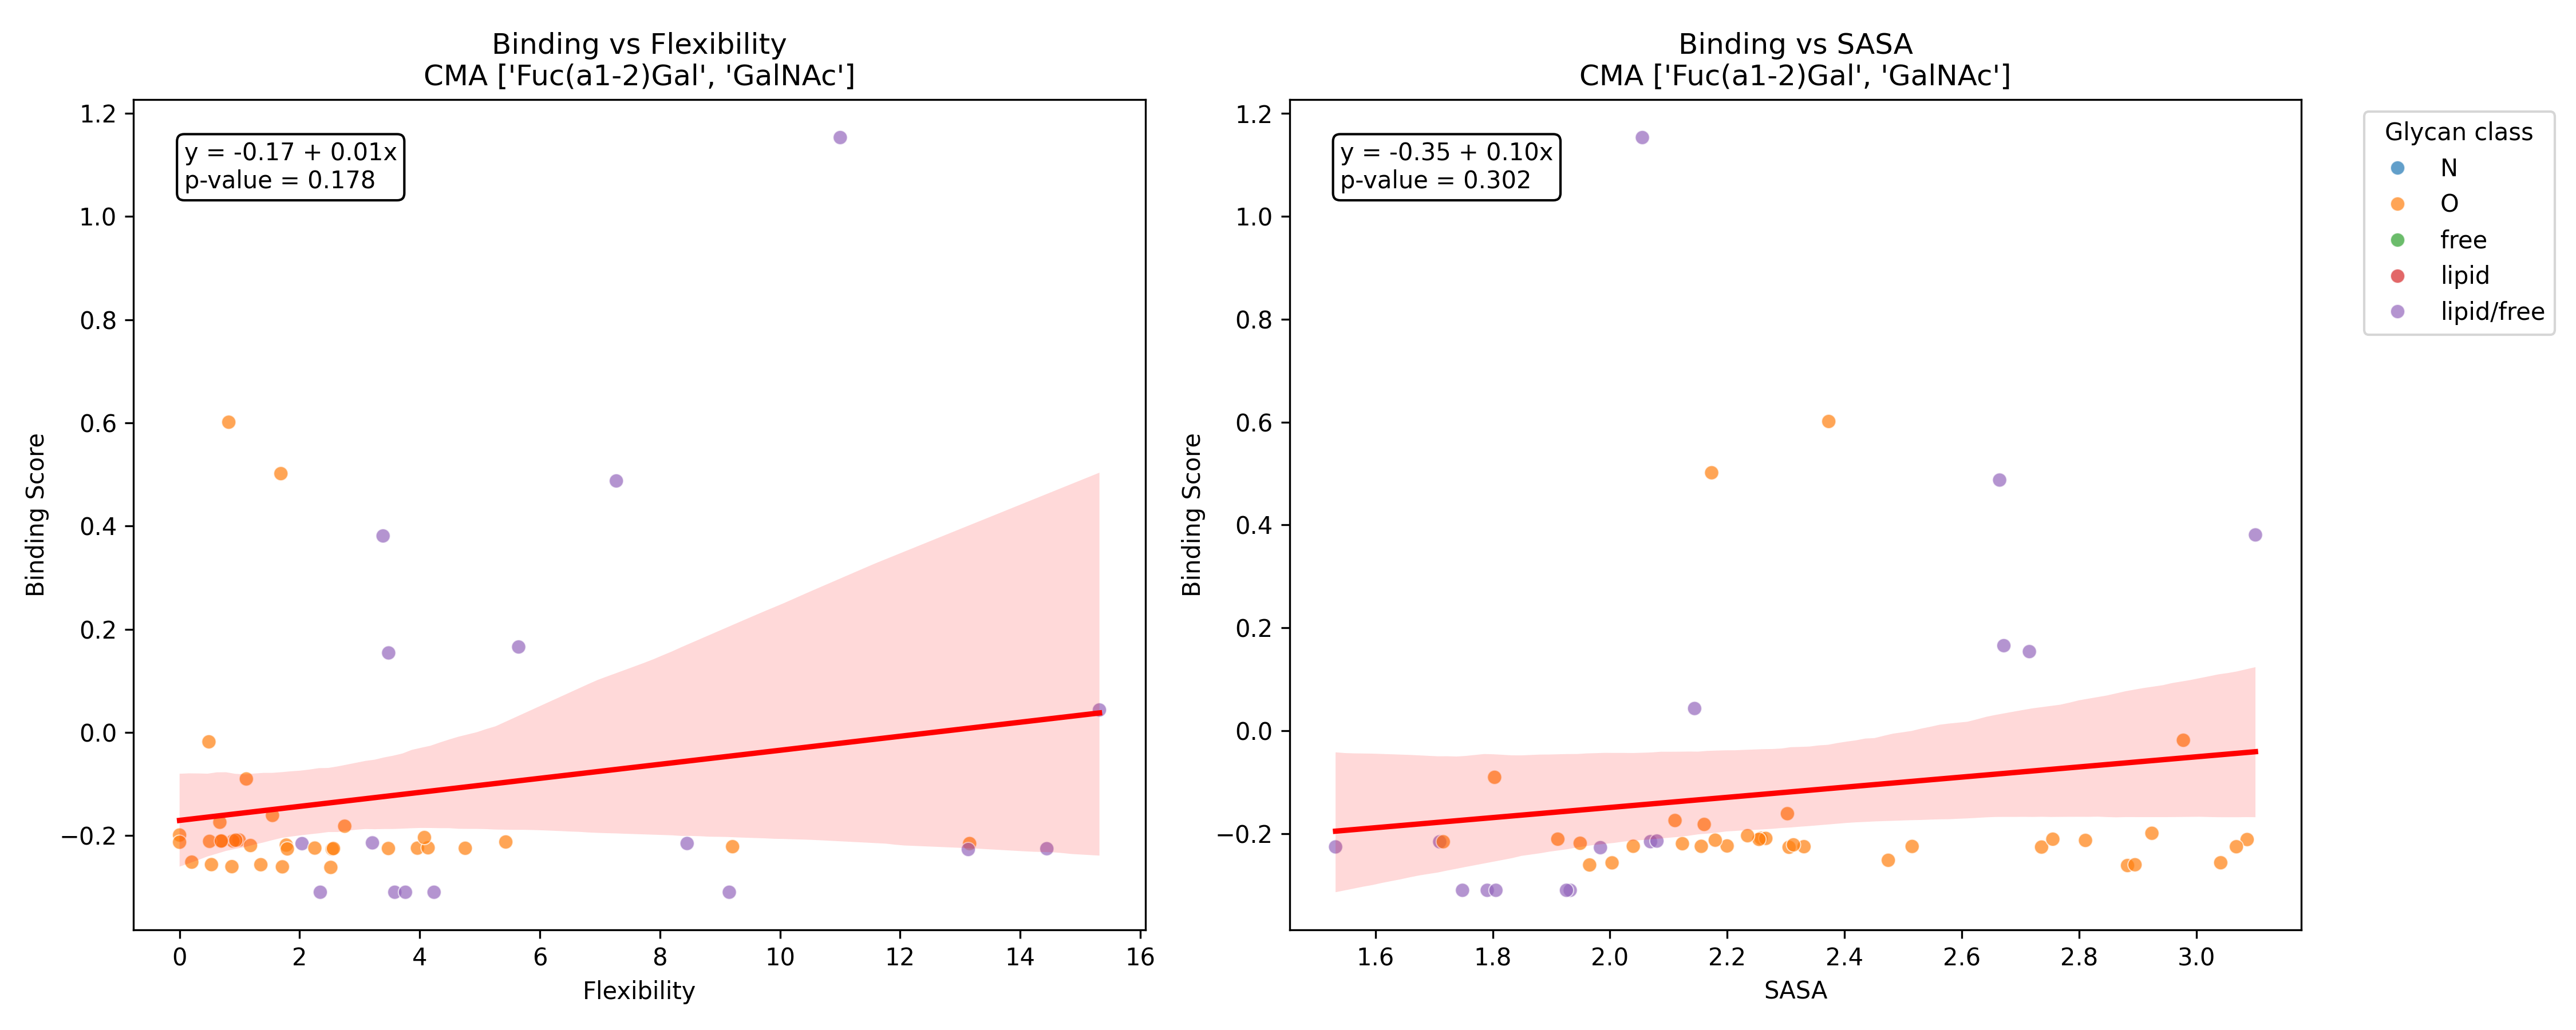 Binding vs Flexibility
CMA ['Fuc(a1-2)Gal', 'GalNAc']
y = -0.17 + 0.01x
p-value = 0.178
1.2
1.0
0.8
0.6
0.4
0.2
0.0
−0.2
Binding Score
0 2 4 6 8 10 12 14 16
Flexibility
Binding vs SASA
CMA ['Fuc(a1-2)Gal', 'GalNAc']
y = -0.35 + 0.10x
p-value = 0.302
1.2
1.0
0.8
0.6
0.4
0.2
0.0
−0.2
Binding Score
1.6 1.8 2.0 2.2 2.4 2.6 2.8 3.0
SASA
Glycan class
N
O
free
lipid
lipid/free